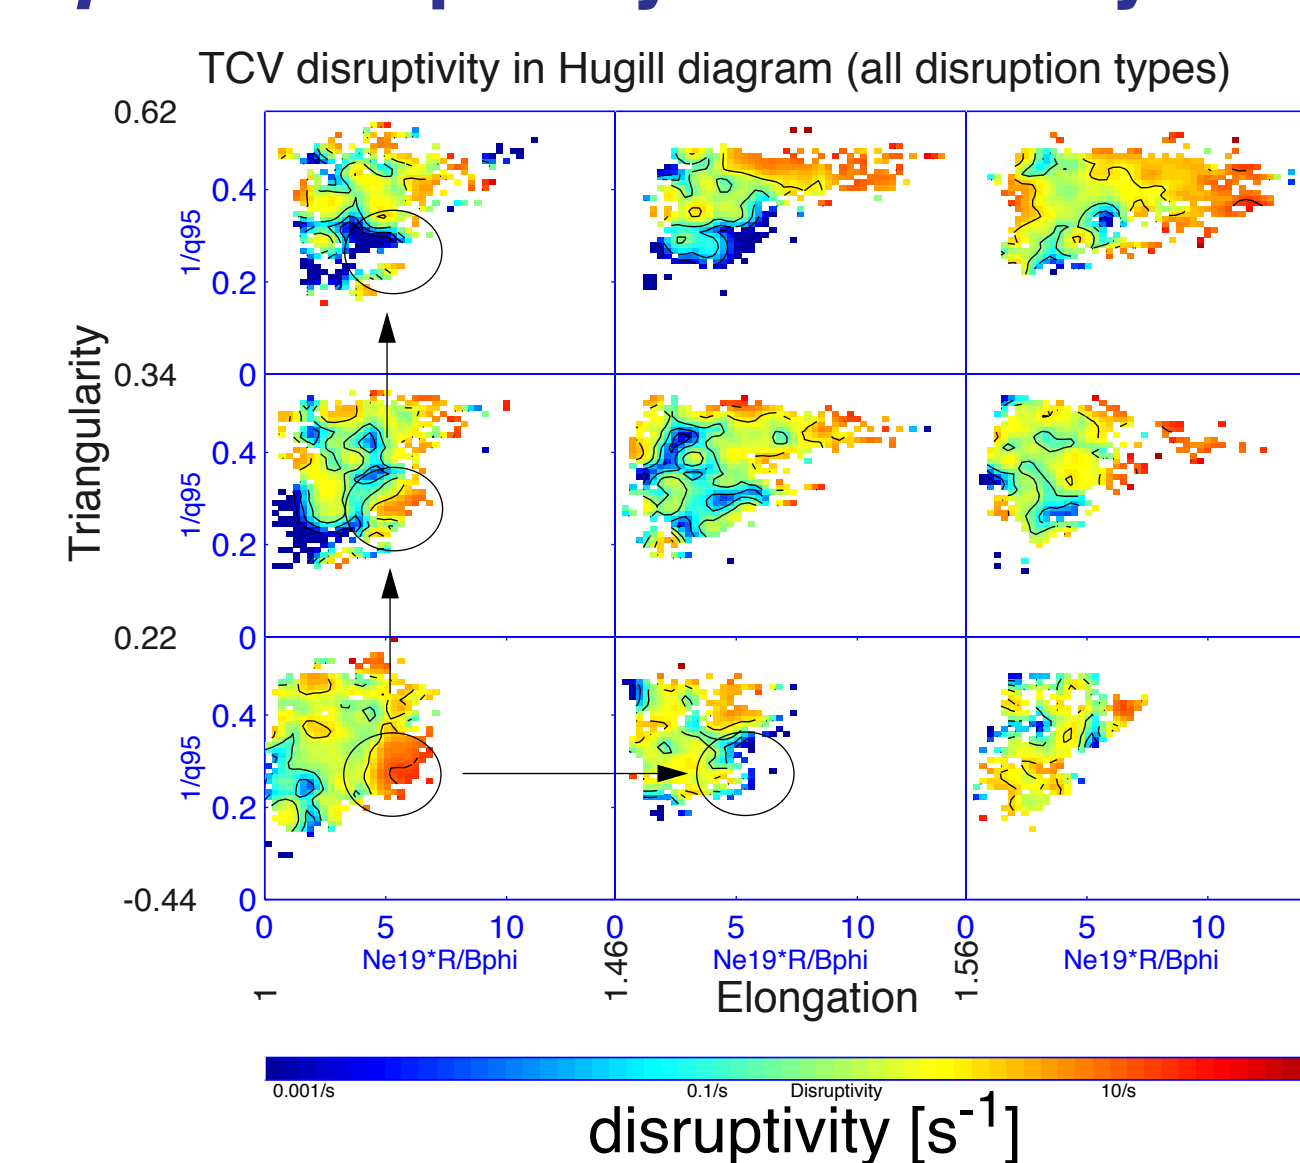 TCV disruptivity in Hugill diagram (all disruption types)
0.62
0.4
1/q95
0.2
Triangularity
0.34
0
0.4
1/q95
0.2
0.22
0
0.4
1/q95
0.2
-0.44
0
0 5 10 0 5 10 0 5 10
Ne19*R/Bphi Ne19*R/Bphi Ne19*R/Bphi
1 1.46 1.56
Elongation
0.001/s 0.1/s Disruptivity 10/s
disruptivity [s-1]